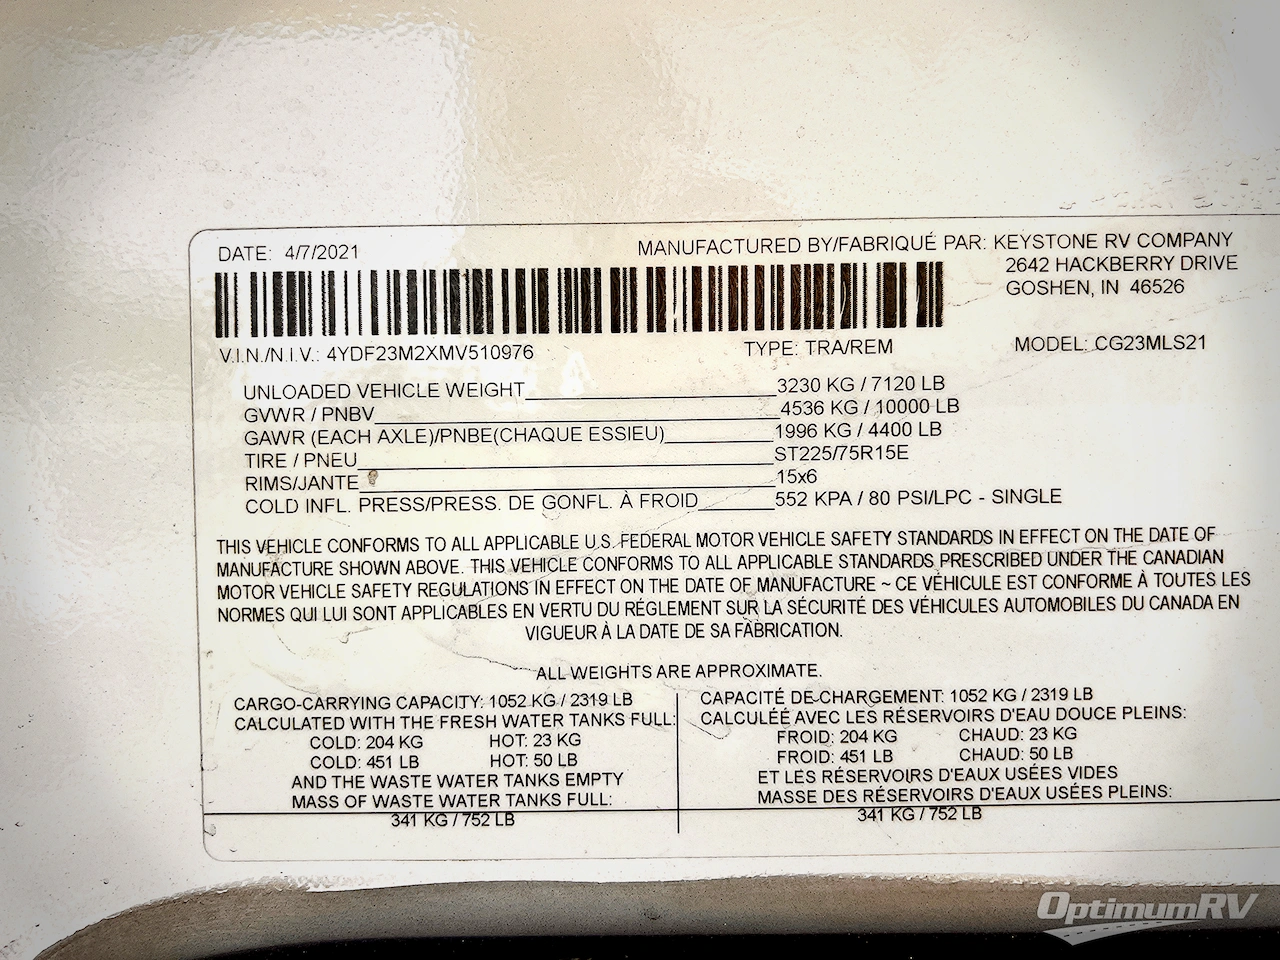 DATE: 4/7/2021
MANUFACTURED BY/FABRIQUÉ PAR: KEYSTONE RV COMPANY
2642 HACKBERRY DRIVE
GOSHEN, IN 46526
V.I.N./N.I.V.: 4YDF23M2XMV510976
TYPE: TRA/REM
MODEL: CG23MLS21
UNLOADED VEHICLE WEIGHT 3230 KG / 7120 LB
GVWR / PNBV 4536 KG / 10000 LB
GAWR (EACH AXLE)/PNBE(CHAQUE ESSIEU) 1996 KG / 4400 LB
TIRE / PNEU ST225/75R15E
RIMS/JANTE 15x6
COLD INFL. PRESS/PRESS. DE GONFL. À FROID 552 KPA / 80 PSI/LPC - SINGLE
THIS VEHICLE CONFORMS TO ALL APPLICABLE U.S. FEDERAL MOTOR VEHICLE SAFETY STANDARDS IN EFFECT ON THE DATE OF
MANUFACTURE SHOWN ABOVE. THIS VEHICLE CONFORMS TO ALL APPLICABLE STANDARDS PRESCRIBED UNDER THE CANADIAN
MOTOR VEHICLE SAFETY REGULATIONS IN EFFECT ON THE DATE OF MANUFACTURE ~ CE VÉHICULE EST CONFORME À TOUTES LES
NORMES QUI LUI SONT APPLICABLES EN VERTU DU RÉGLEMENT SUR LA SÉCURITÉ DES VÉHICULES AUTOMOBILES DU CANADA EN
VIGUEUR À LA DATE DE SA FABRICATION.
ALL WEIGHTS ARE APPROXIMATE.
CARGO-CARRYING CAPACITY: 1052 KG / 2319 LB
CALCULATED WITH THE FRESH WATER TANKS FULL:
COLD: 204 KG HOT: 23 KG
COLD: 451 LB HOT: 50 LB
AND THE WASTE WATER TANKS EMPTY
MASS OF WASTE WATER TANKS FULL:
341 KG / 752 LB
CAPACITÉ DE CHARGEMENT: 1052 KG / 2319 LB
CALCULÉE AVEC LES RÉSERVOIRS D'EAU DOUCE PLEINS:
FROID: 204 KG CHAUD: 23 KG
FROID: 451 LB CHAUD: 50 LB
ET LES RÉSERVOIRS D'EAUX USÉES VIDES
MASSE DES RÉSERVOIRS D'EAUX USÉES PLEINS:
341 KG / 752 LB
OptimumRV